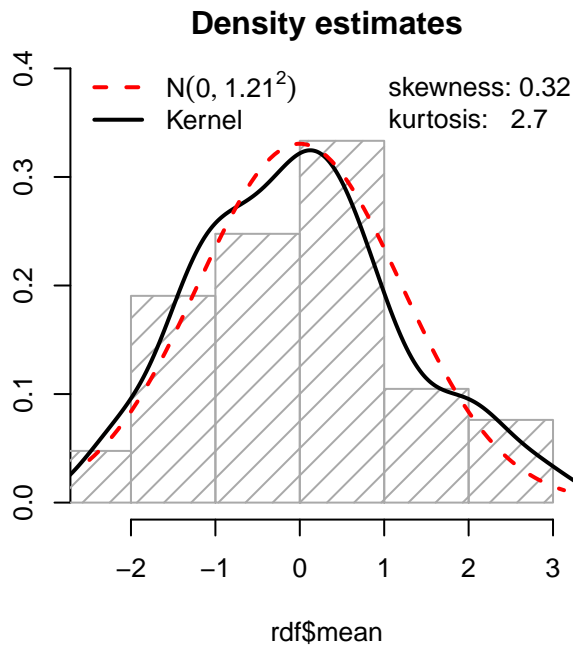 Density estimates
N(0, 1.21²)
Kernel
skewness: 0.32
kurtosis: 2.7
0.4
0.3
0.2
0.1
0.0
−2 −1 0 1 2 3
rdf$mean